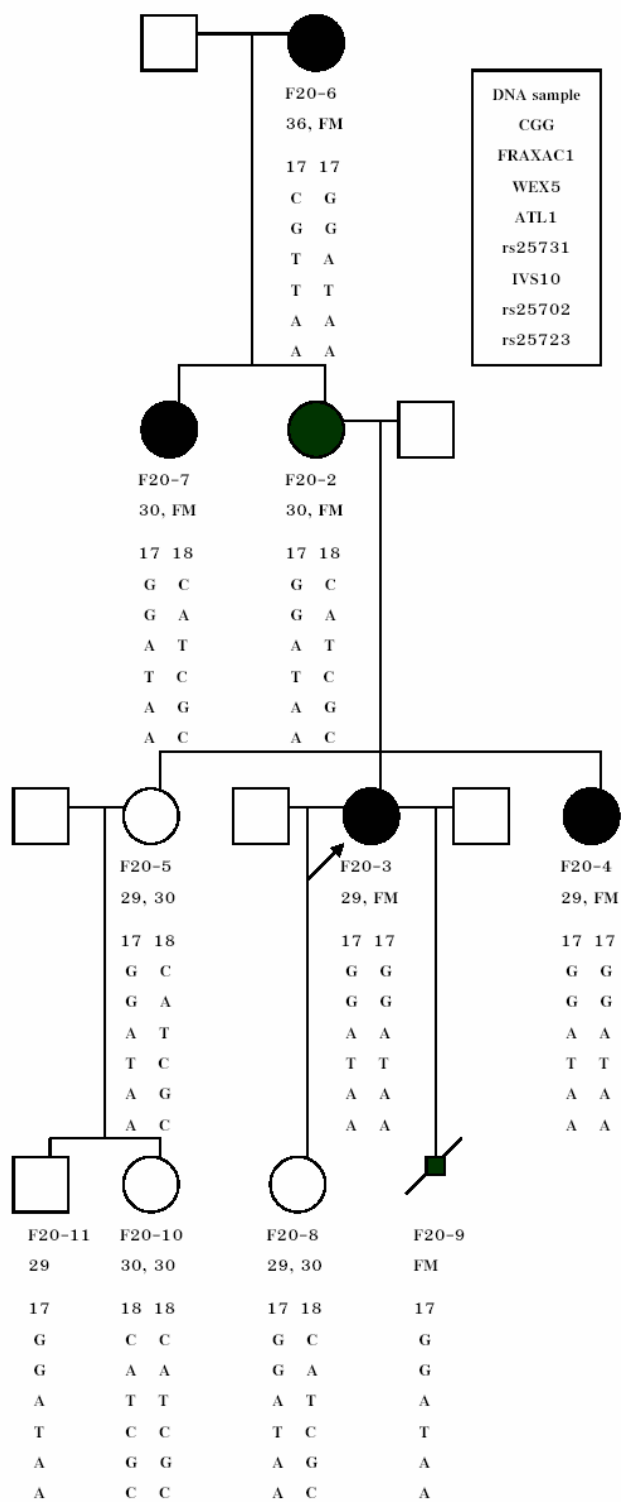 F20-6
36, FM
17 17
C G
G G
T A
T T
A A
A A
DNA sample
CGG
FRAXAC1
WEX5
ATL1
rs25731
IVS10
rs25702
rs25723
F20-7
30, FM
17 18
G C
G A
A T
T C
A G
A C
F20-2
30, FM
17 18
G C
G A
A T
T C
A G
A C
F20-5
29, 30
17 18
G C
G A
A T
T C
A G
A C
F20-3
29, FM
17 17
G G
G G
A A
T T
A A
A A
F20-4
29, FM
17 17
G G
G G
A A
T T
A A
A A
F20-11
29
17
G
G
A
T
A
A
F20-10
30, 30
18 18
C C
A A
T T
C C
G G
C C
F20-8
29, 30
17 18
G C
G A
A T
T C
A G
A C
F20-9
FM
17
G
G
A
T
A
A